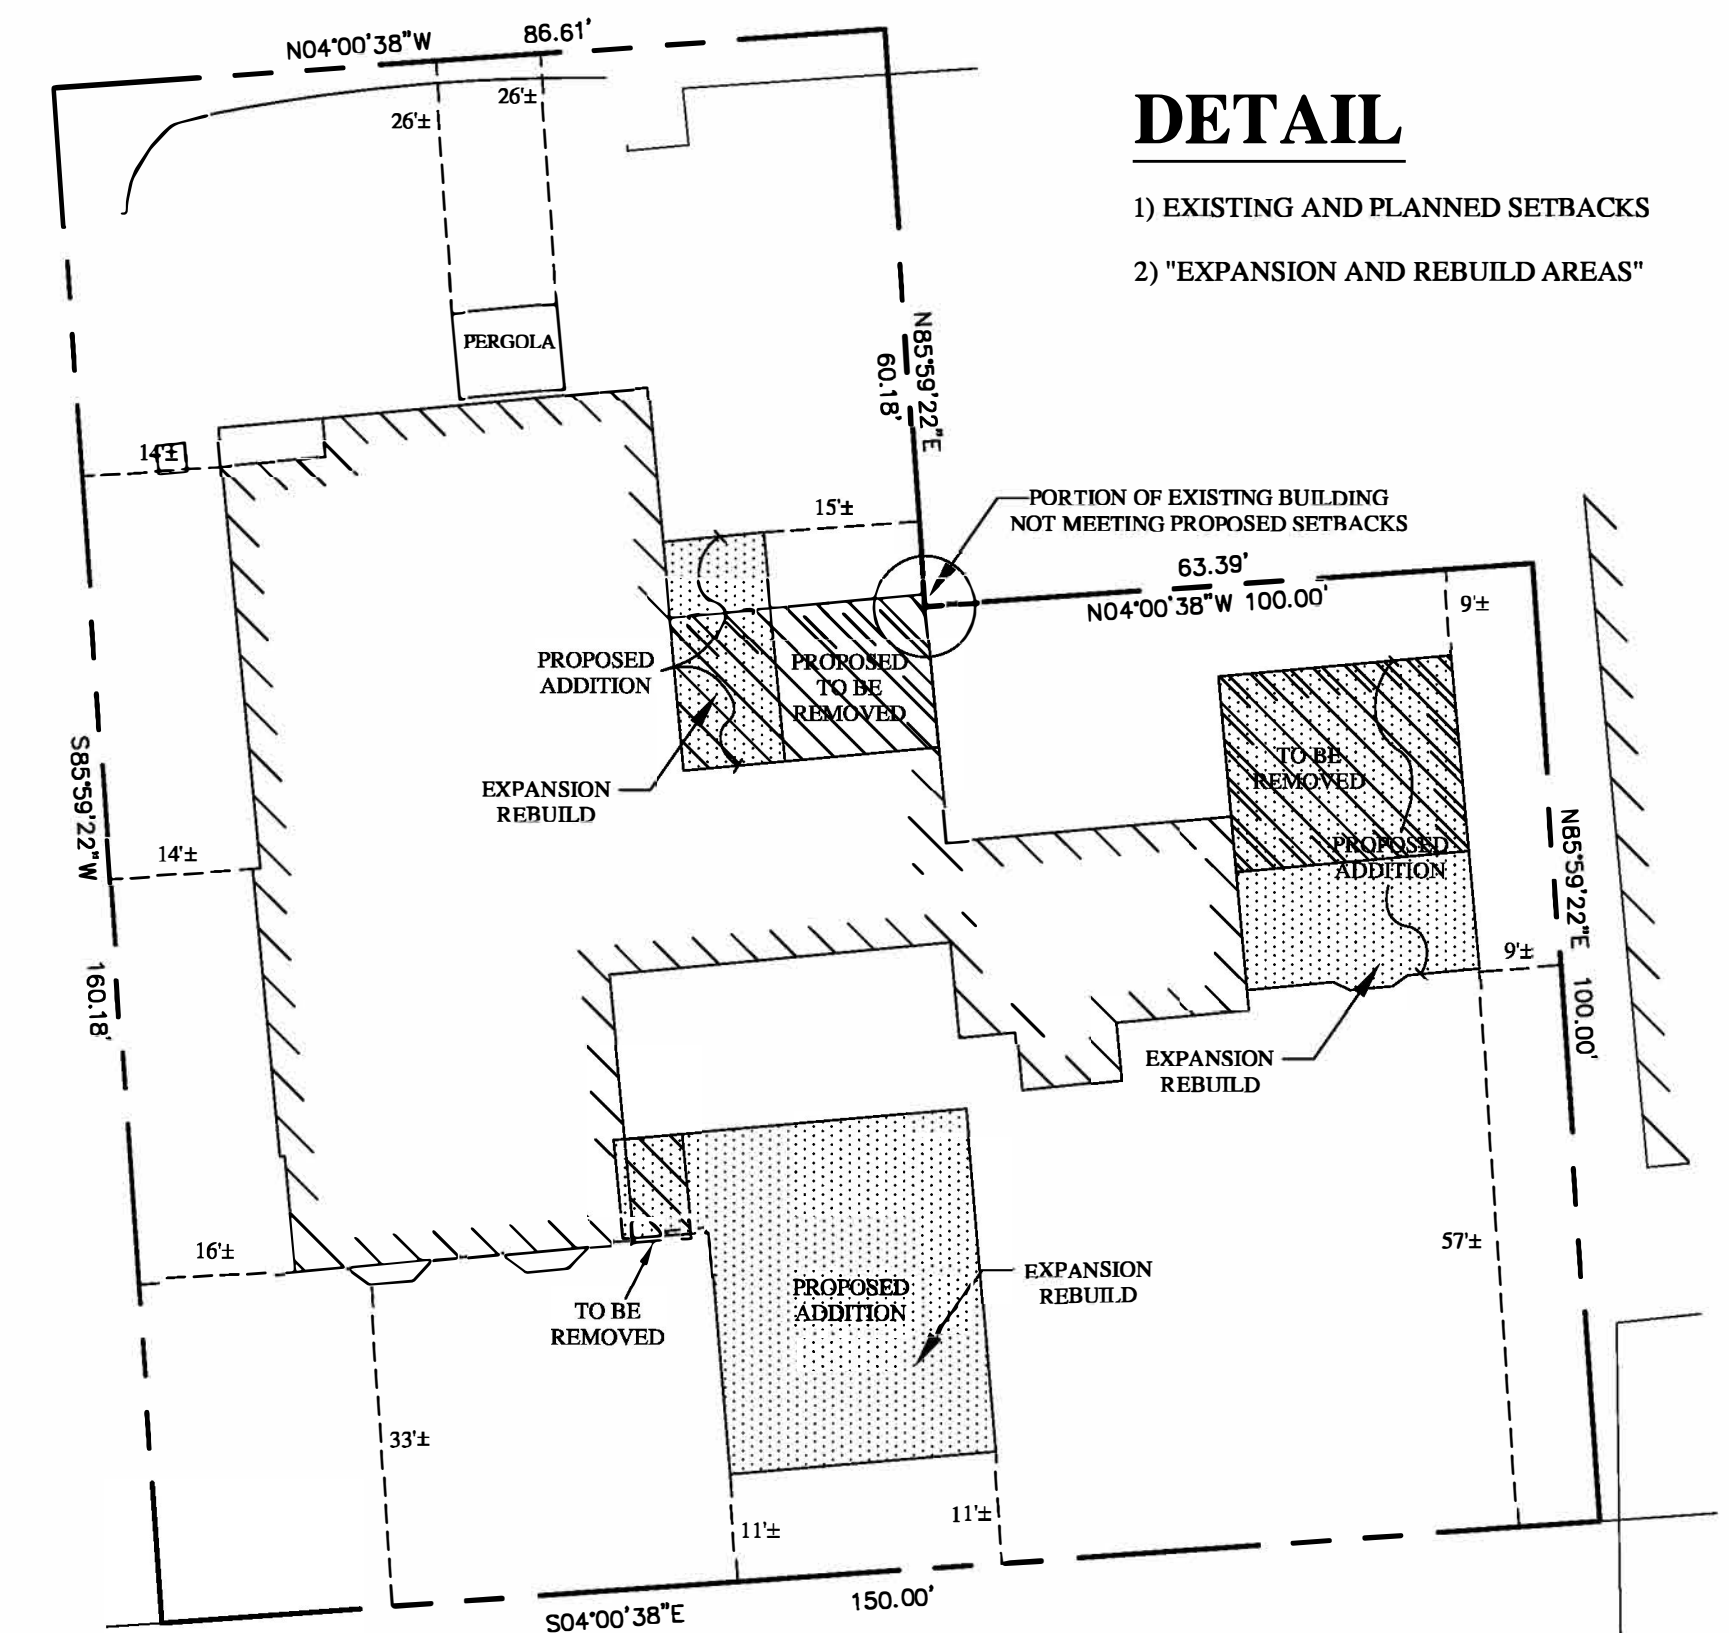 N04°00'38"W
86.61'
26'±
26'±
DETAIL
1) EXISTING AND PLANNED SETBACKS
2) "EXPANSION AND REBUILD AREAS"
PERGOLA
N85°59'22"E
60.18'
14'±
15'±
PORTION OF EXISTING BUILDING
NOT MEETING PROPOSED SETBACKS
63.39'
N04°00'38"W 100.00'
9'±
PROPOSED
ADDITION
PROPOSED
TO BE
REMOVED
EXPANSION
REBUILD
TO BE
REMOVED
PROPOSED
ADDITION
S85°59'22"W
160.18'
14'±
N85°59'22"E 100.00'
9'±
EXPANSION
REBUILD
16'±
57'±
TO BE
REMOVED
PROPOSED
ADDITION
EXPANSION
REBUILD
33'±
11'±
11'±
S04°00'38"E
150.00'